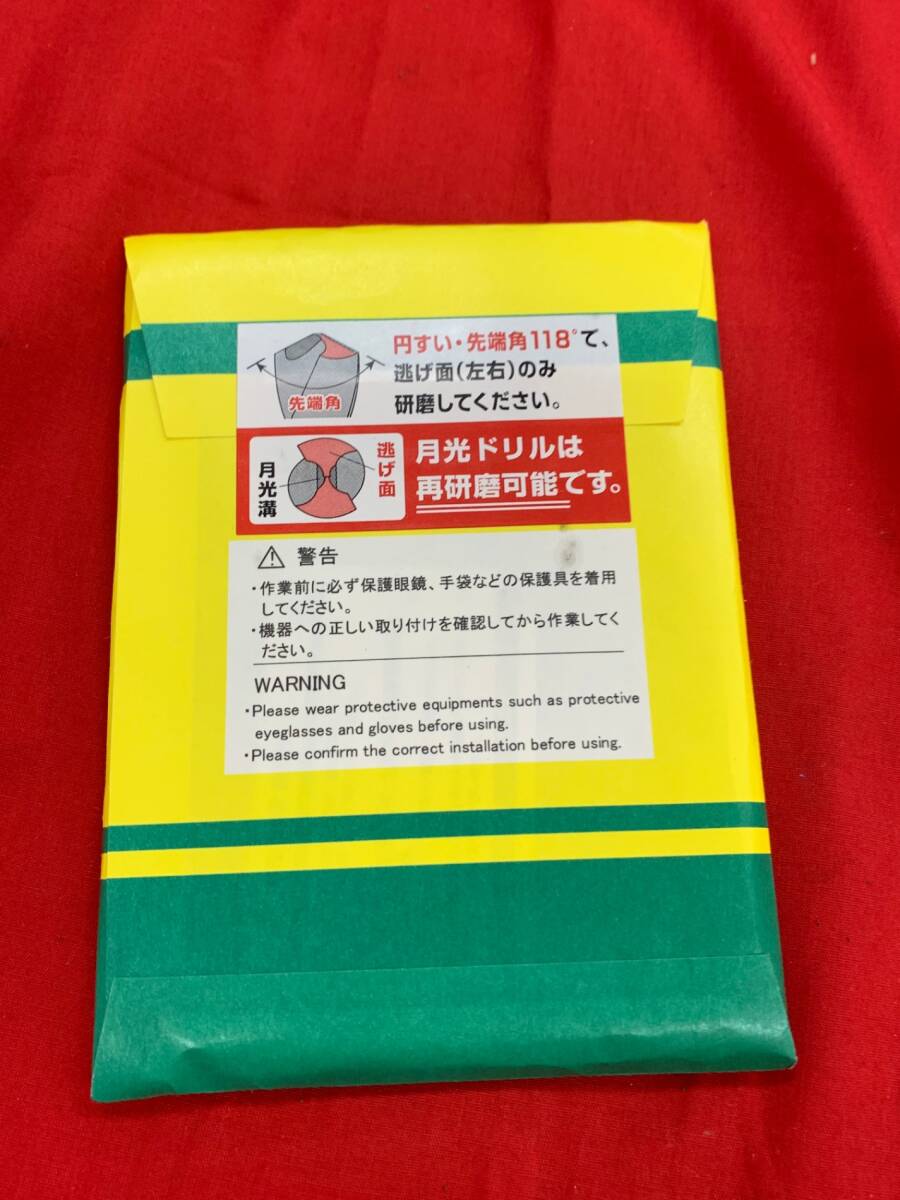 円すい・先端角118°で、
逃げ面(左右)のみ
研磨してください。
先端角
月光溝
逃げ面
月光ドリルは
再研磨可能です。
警告
・作業前に必ず保護眼鏡、手袋などの保護具を着用
してください。
・機器への正しい取り付けを確認してから作業してく
ださい。
WARNING
・Please wear protective equipments such as protective
eyeglasses and gloves before using.
・Please confirm the correct installation before using.